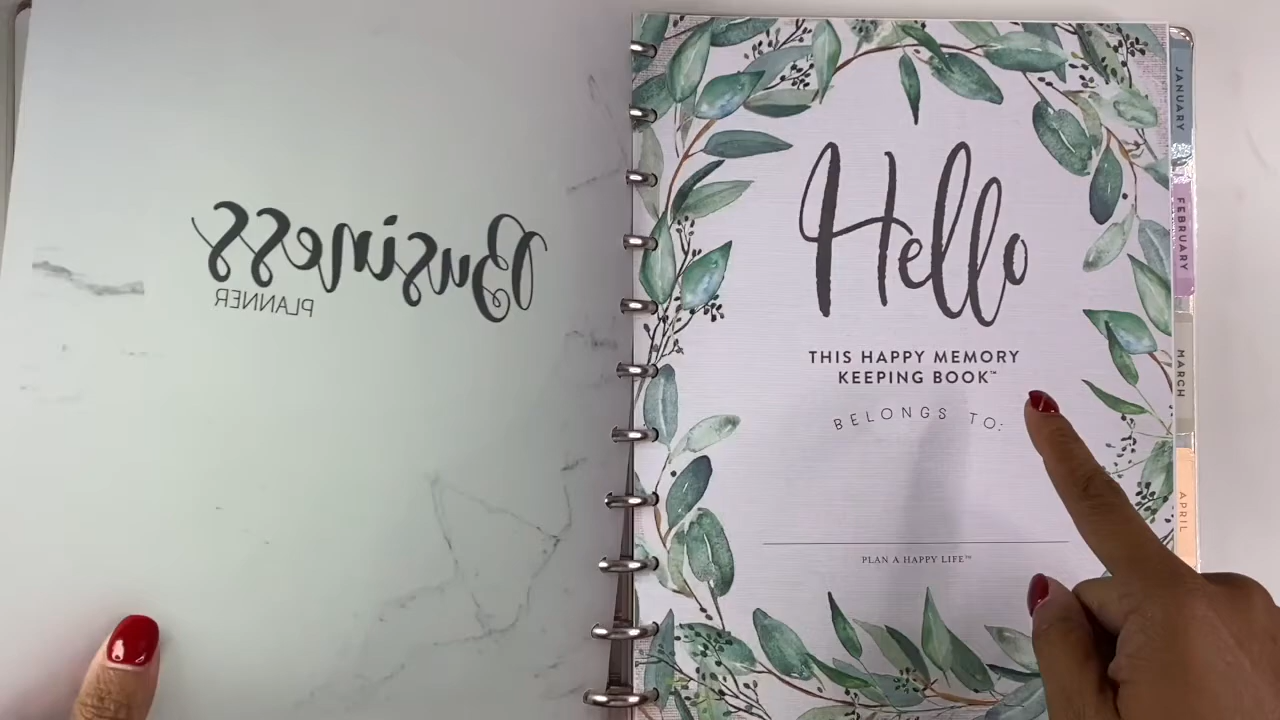 Business
PLANNER
Hello
THIS HAPPY MEMORY
KEEPING BOOK™
BELONGS TO:
PLAN A HAPPY LIFE™
JANUARY
FEBRUARY
MARCH
APRIL